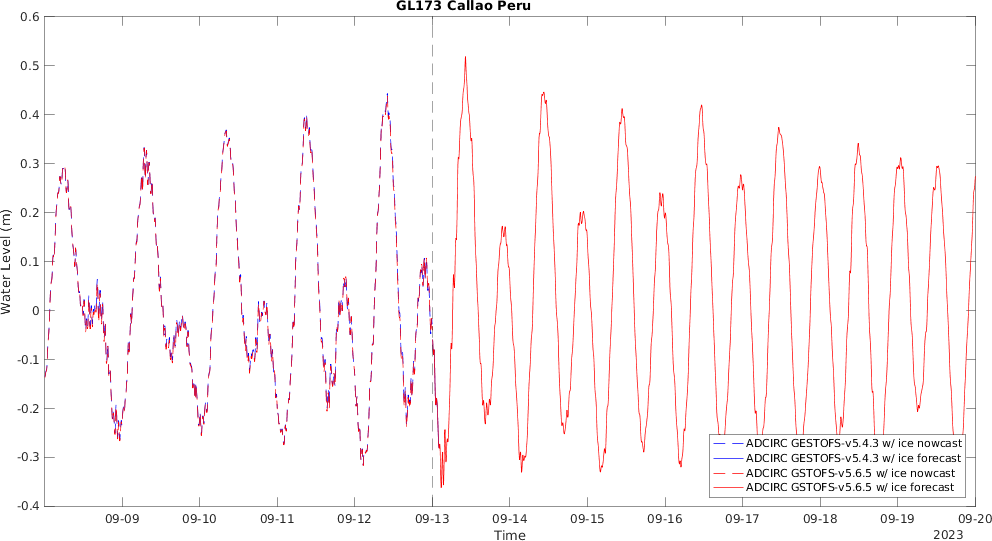 GL173 Callao Peru
0.6
0.5
0.4
0.3
0.2
0.1
0
-0.1
-0.2
-0.3
-0.4
Water Level (m)
ADCIRC GESTOFS-v5.4.3 w/ ice nowcast
ADCIRC GESTOFS-v5.4.3 w/ ice forecast
ADCIRC GSTOFS-v5.6.5 w/ ice nowcast
ADCIRC GSTOFS-v5.6.5 w/ ice forecast
09-09 09-10 09-11 09-12 09-13 09-14 09-15 09-16 09-17 09-18 09-19 09-20
Time
2023